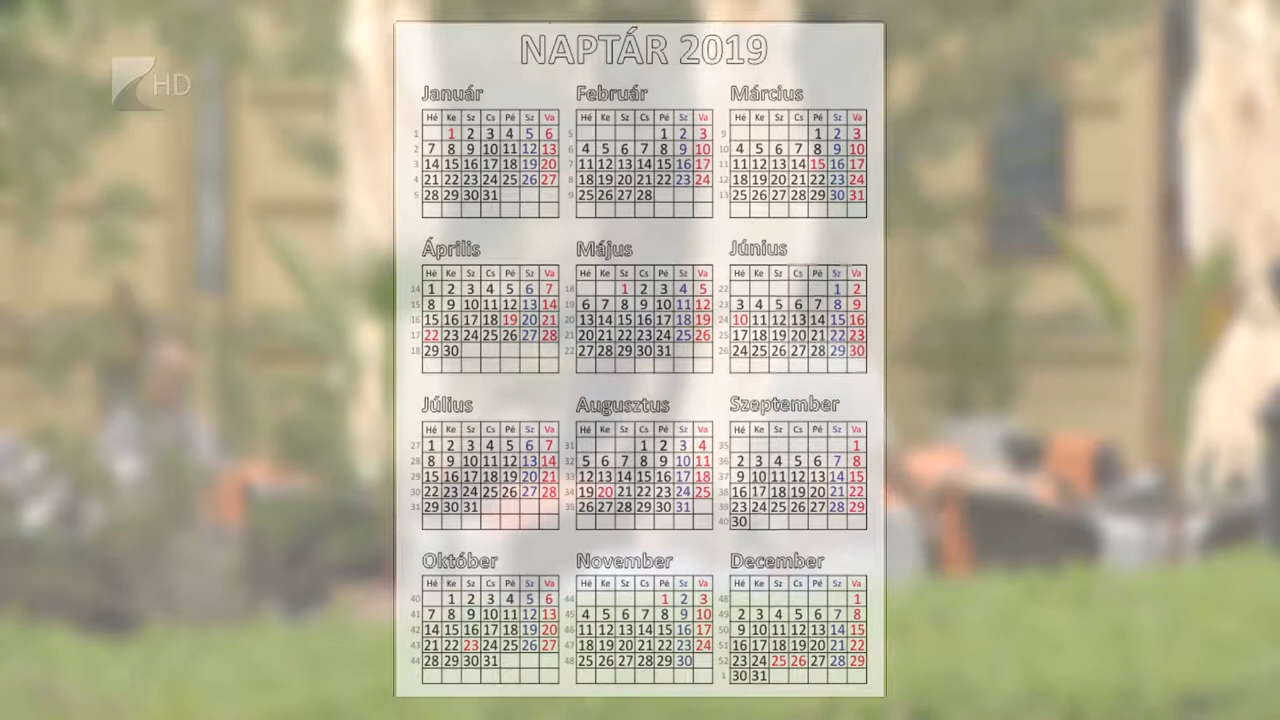 HD
NAPTÁR 2019
Január Február Március
Hé Ke Sz Cs Pé Sz Va Hé Ke Sz Cs Pé Sz Va Hé Ke Sz Cs Pé Sz Va
1 1 2 3 4 5 6 5 1 2 3 9 1 2 3
2 7 8 9 10 11 12 13 6 4 5 6 7 8 9 10 10 4 5 6 7 8 9 10
3 14 15 16 17 18 19 20 7 11 12 13 14 15 16 17 11 11 12 13 14 15 16 17
4 21 22 23 24 25 26 27 8 18 19 20 21 22 23 24 12 18 19 20 21 22 23 24
5 28 29 30 31 9 25 26 27 28 13 25 26 27 28 29 30 31
Április Május Június
Hé Ke Sz Cs Pé Sz Va Hé Ke Sz Cs Pé Sz Va Hé Ke Sz Cs Pé Sz Va
14 1 2 3 4 5 6 7 18 1 2 3 4 5 22 1 2
15 8 9 10 11 12 13 14 19 6 7 8 9 10 11 12 23 3 4 5 6 7 8 9
16 15 16 17 18 19 20 21 20 13 14 15 16 17 18 19 24 10 11 12 13 14 15 16
17 22 23 24 25 26 27 28 21 20 21 22 23 24 25 26 25 17 18 19 20 21 22 23
18 29 30 22 27 28 29 30 31 26 24 25 26 27 28 29 30
Július Augusztus Szeptember
Hé Ke Sz Cs Pé Sz Va Hé Ke Sz Cs Pé Sz Va Hé Ke Sz Cs Pé Sz Va
27 1 2 3 4 5 6 7 31 1 2 3 4 35 1
28 8 9 10 11 12 13 14 32 5 6 7 8 9 10 11 36 2 3 4 5 6 7 8
29 15 16 17 18 19 20 21 33 12 13 14 15 16 17 18 37 9 10 11 12 13 14 15
30 22 23 24 25 26 27 28 34 19 20 21 22 23 24 25 38 16 17 18 19 20 21 22
31 29 30 31 35 26 27 28 29 30 31 39 23 24 25 26 27 28 29
40 30
Október November December
Hé Ke Sz Cs Pé Sz Va Hé Ke Sz Cs Pé Sz Va Hé Ke Sz Cs Pé Sz Va
40 1 2 3 4 5 6 44 1 2 3 48 1
41 7 8 9 10 11 12 13 45 4 5 6 7 8 9 10 49 2 3 4 5 6 7 8
42 14 15 16 17 18 19 20 46 11 12 13 14 15 16 17 50 9 10 11 12 13 14 15
43 21 22 23 24 25 26 27 47 18 19 20 21 22 23 24 51 16 17 18 19 20 21 22
44 28 29 30 31 48 25 26 27 28 29 30 52 23 24 25 26 27 28 29
1 30 31